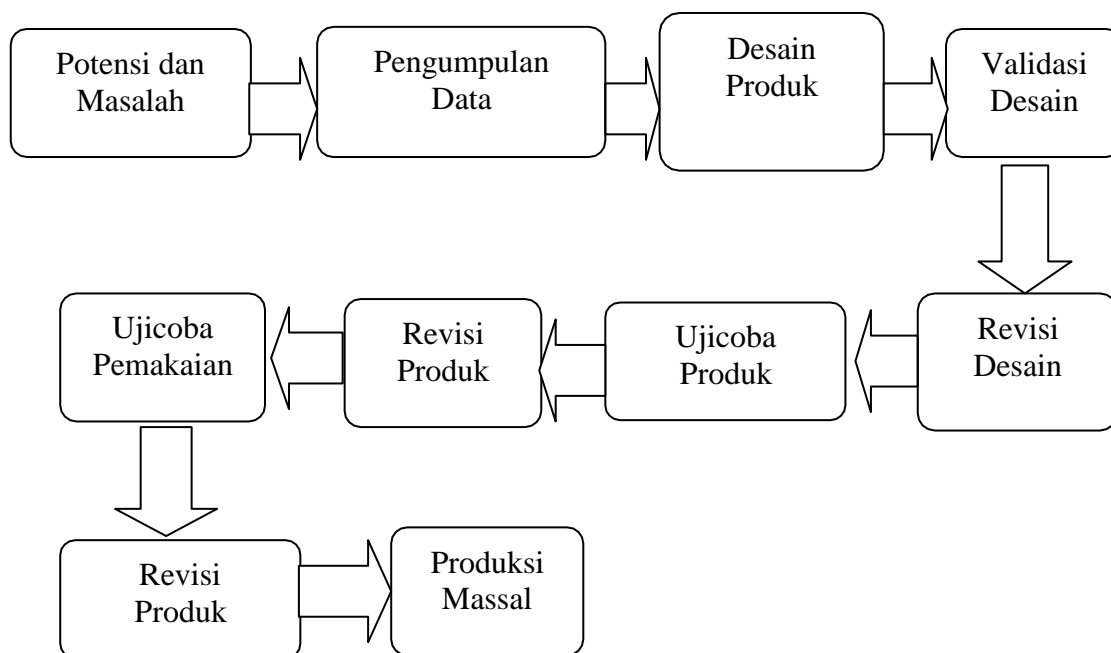 Potensi dan
Masalah
Pengumpulan
Data
Desain
Produk
Validasi
Desain
Revisi
Desain
Ujicoba
Produk
Revisi
Produk
Ujicoba
Pemakaian
Revisi
Produk
Produksi
Massal